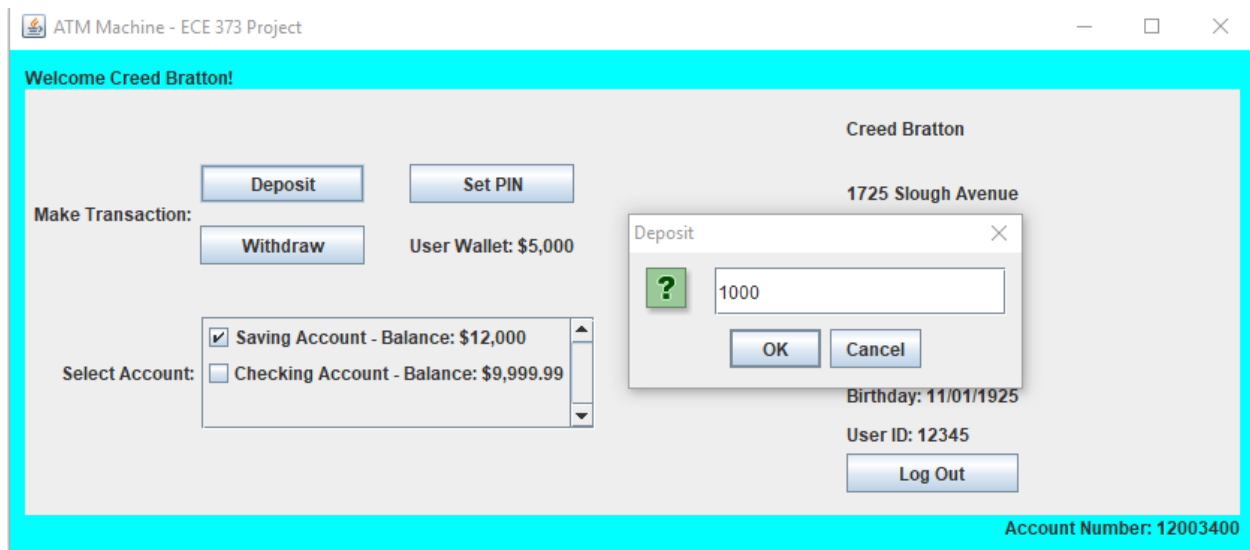 ATM Machine - ECE 373 Project
Welcome Creed Bratton!
Creed Bratton
Deposit
Set PIN
1725 Slough Avenue
Make Transaction:
Withdraw
User Wallet: $5,000
Deposit
?
1000
OK
Cancel
Select Account:
Saving Account - Balance: $12,000
Checking Account - Balance: $9,999.99
Birthday: 11/01/1925
User ID: 12345
Log Out
Account Number: 12003400